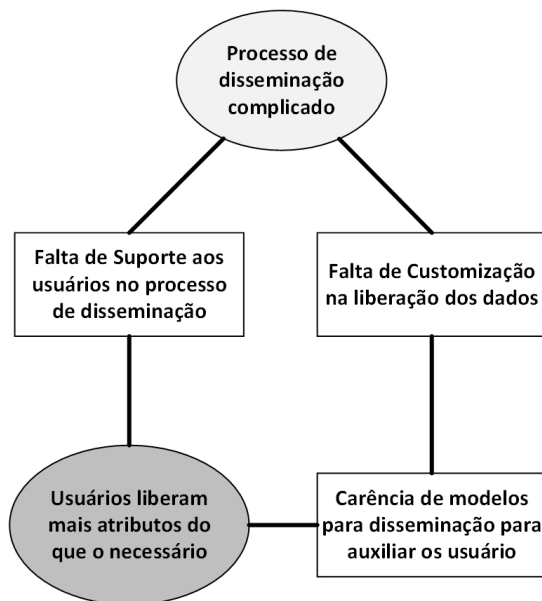 Processo de
disseminação
complicado
Falta de Suporte aos
usuários no processo
de disseminação
Falta de Customização
na liberação dos dados
Usuários liberam
mais atributos do
que o necessário
Carência de modelos
para disseminação para
auxiliar os usuário